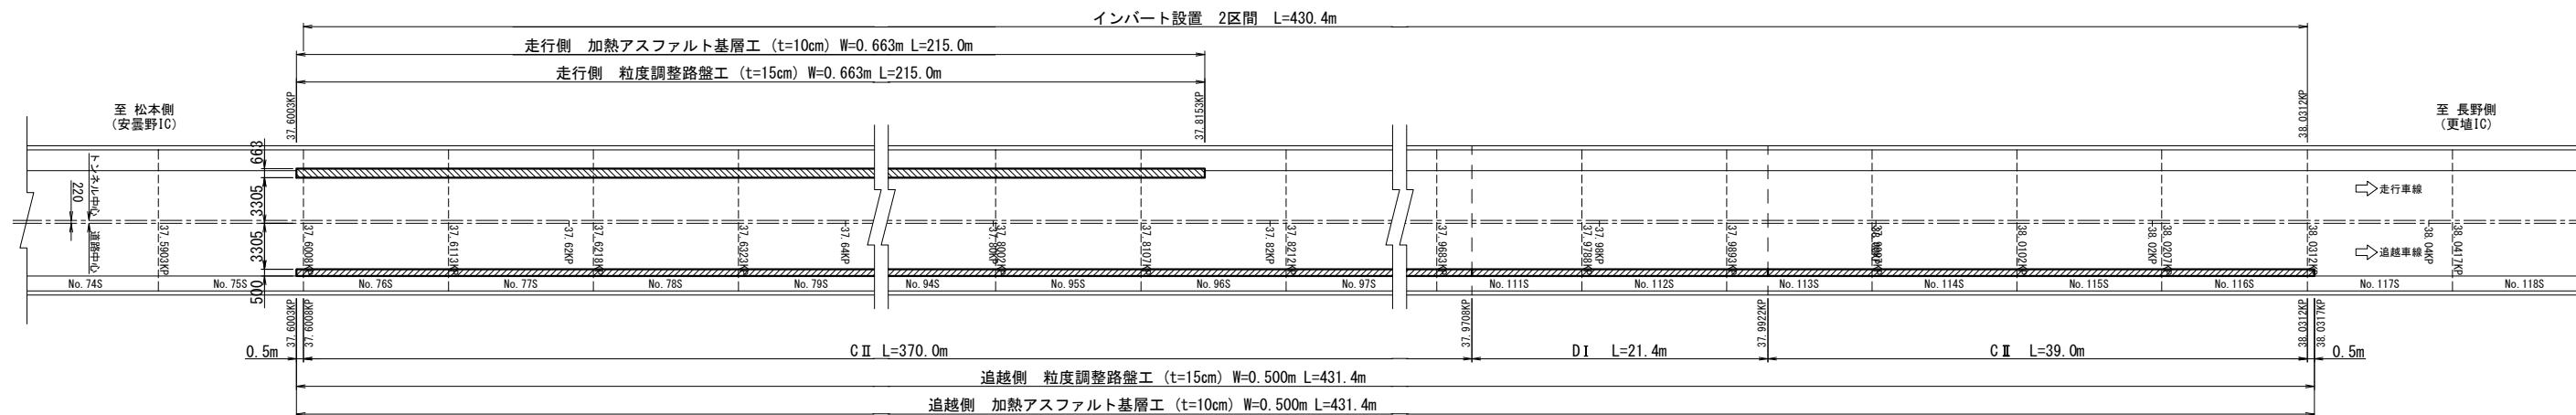 インバート設置 2区間 L=430.4m
走行側 加熱アスファルト基層工 (t=10cm) W=0.663m L=215.0m
走行側 粒度調整路盤工 (t=15cm) W=0.663m L=215.0m
37.6003KP
37.8153KP
38.0312KP
至 松本側
(安曇野IC)
至 長野側
(更埴IC)
663
3305
3305
500
220
トンネル中心
道路中心
走行車線
追越車線
37.5903KP
37.6008KP
37.6113KP
37.62KP
37.6218KP
37.6323KP
37.64KP
37.80KP
37.8002KP
37.8107KP
37.82KP
37.8212KP
37.9683KP
37.9788KP
37.98KP
37.9893KP
38.0102KP
38.02KP
38.0207KP
38.0312KP
38.04KP
38.0417KP
No.74S
No.75S
No.76S
No.77S
No.78S
No.79S
No.94S
No.95S
No.96S
No.97S
No.111S
No.112S
No.113S
No.114S
No.115S
No.116S
No.117S
No.118S
37.6003KP
37.6008KP
37.9708KP
37.9922KP
38.0312KP
38.0317KP
0.5m
CⅡ L=370.0m
DⅠ L=21.4m
CⅡ L=39.0m
0.5m
追越側 粒度調整路盤工 (t=15cm) W=0.500m L=431.4m
追越側 加熱アスファルト基層工 (t=10cm) W=0.500m L=431.4m